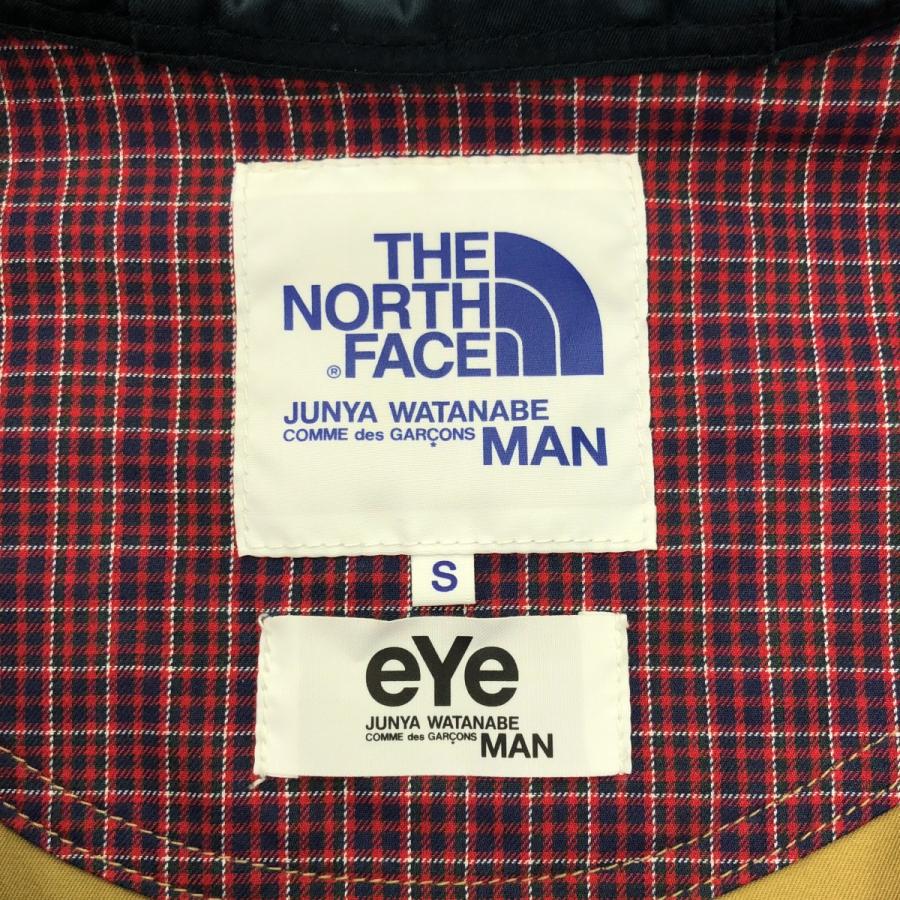 THE
NORTH
® FACE
JUNYA WATANABE
COMME des GARÇONS MAN
S
eYe
JUNYA WATANABE
COMME des GARÇONS MAN